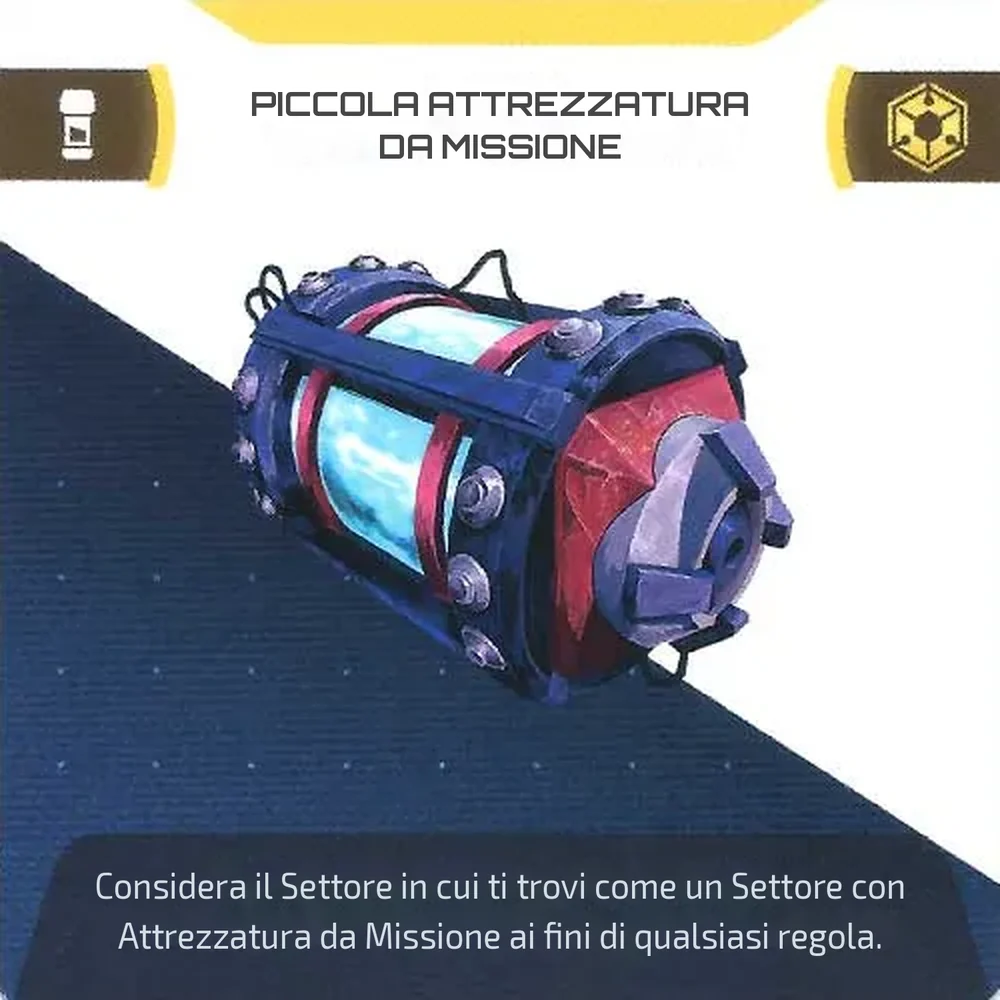 PICCOLA ATTREZZATURA
DA MISSIONE
Considera il Settore in cui ti trovi come un Settore con
Attrezzatura da Missione ai fini di qualsiasi regola.